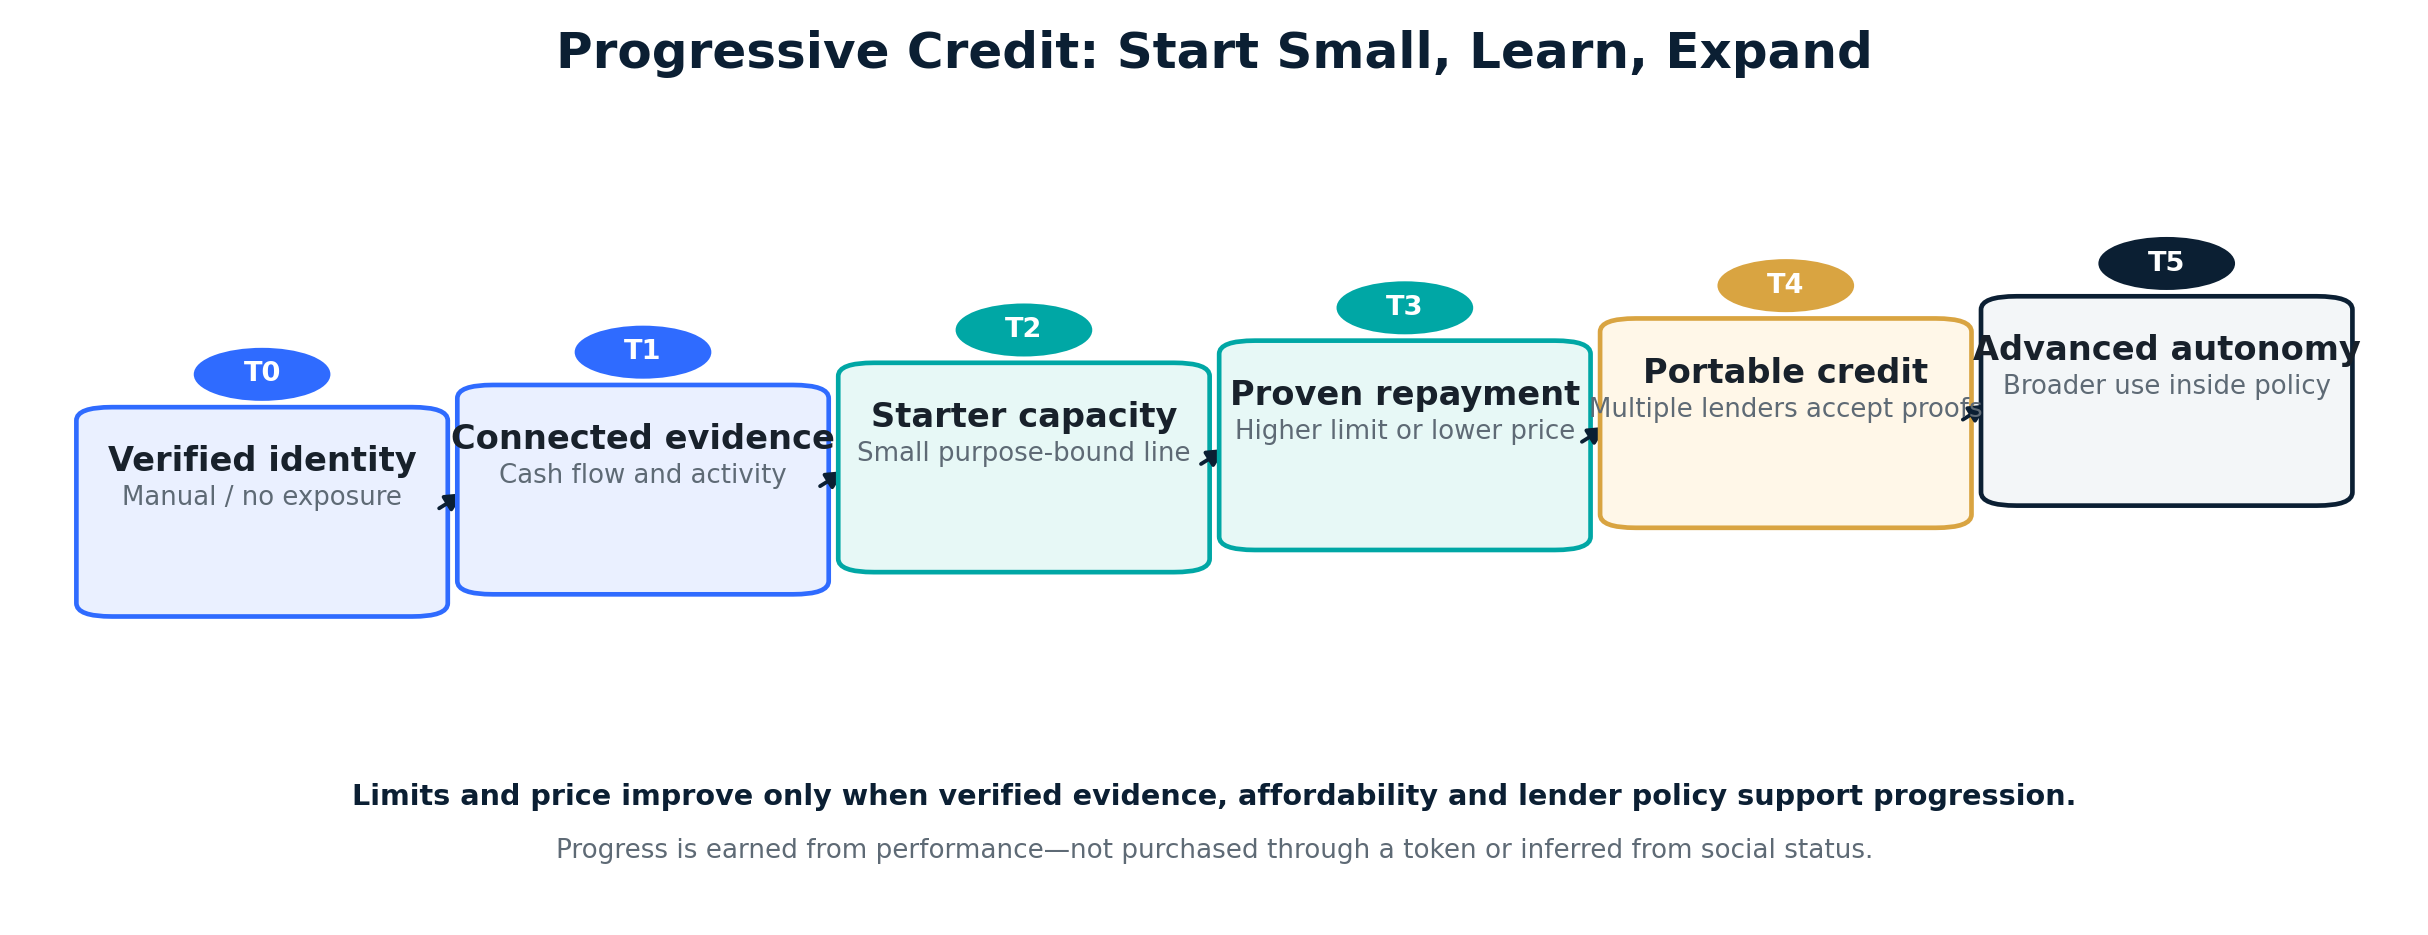 Progressive Credit: Start Small, Learn, Expand
T0
Verified identity
Manual / no exposure
T1
Connected evidence
Cash flow and activity
T2
Starter capacity
Small purpose-bound line
T3
Proven repayment
Higher limit or lower price
T4
Portable credit
Multiple lenders accept proofs
T5
Advanced autonomy
Broader use inside policy
Limits and price improve only when verified evidence, affordability and lender policy support progression.
Progress is earned from performance—not purchased through a token or inferred from social status.